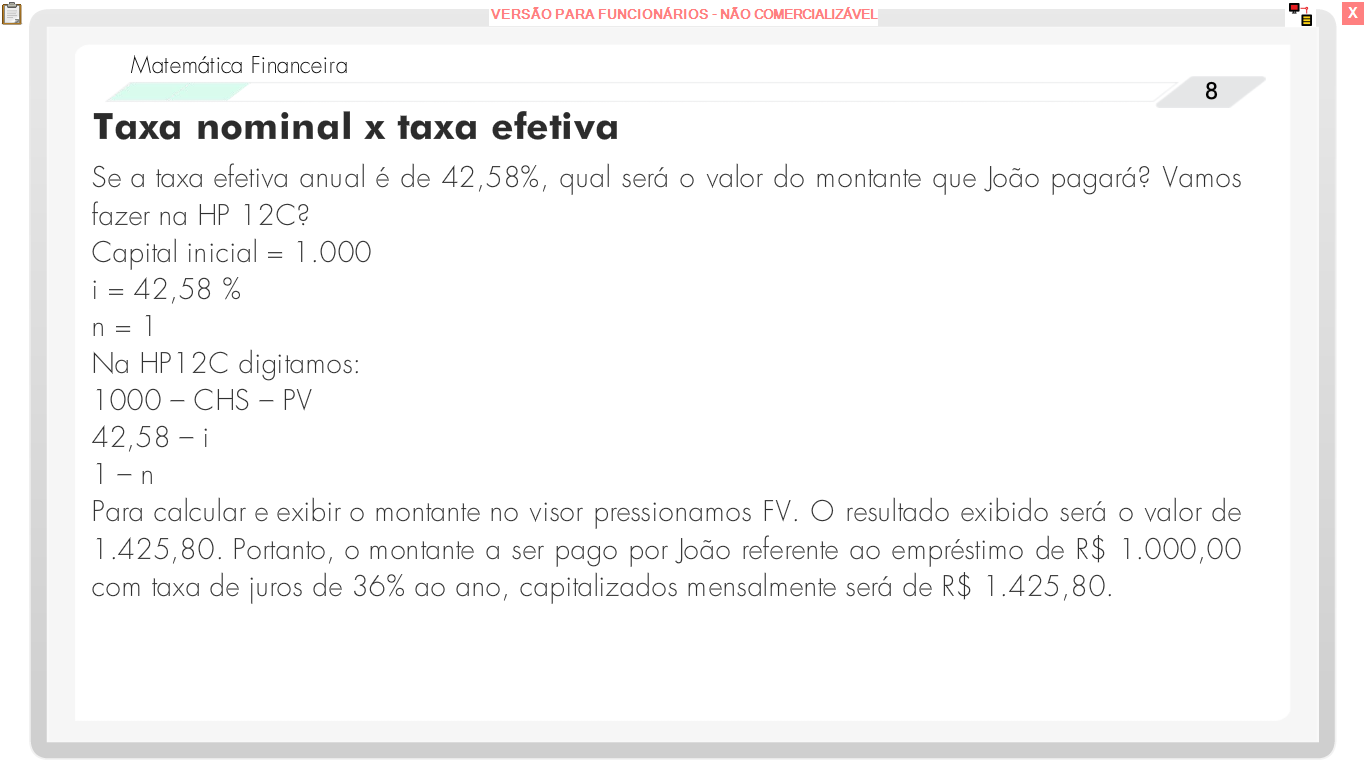 VERSÃO PARA FUNCIONÁRIOS - NÃO COMERCIALIZÁVEL
X
Matemática Financeira
8
Taxa nominal x taxa efetiva
Se a taxa efetiva anual é de 42,58%, qual será o valor do montante que João pagará? Vamos
fazer na HP 12C?
Capital inicial = 1.000
i = 42,58 %
n = 1
Na HP12C digitamos:
1000 – CHS – PV
42,58 – i
1 – n
Para calcular e exibir o montante no visor pressionamos FV. O resultado exibido será o valor de
1.425,80. Portanto, o montante a ser pago por João referente ao empréstimo de R$ 1.000,00
com taxa de juros de 36% ao ano, capitalizados mensalmente será de R$ 1.425,80.